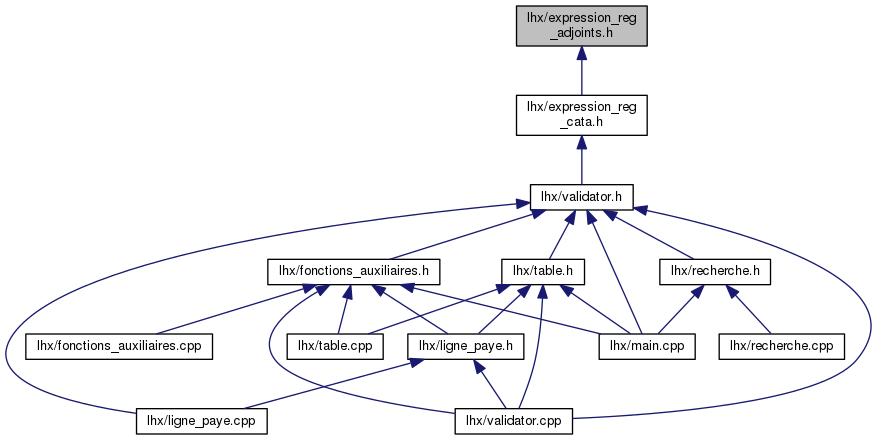 lhx/expression_reg
_adjoints.h
lhx/expression_reg
_cata.h
lhx/validator.h
lhx/fonctions_auxiliaires.h
lhx/table.h
lhx/recherche.h
lhx/fonctions_auxiliaires.cpp
lhx/table.cpp
lhx/ligne_paye.h
lhx/main.cpp
lhx/recherche.cpp
lhx/ligne_paye.cpp
lhx/validator.cpp